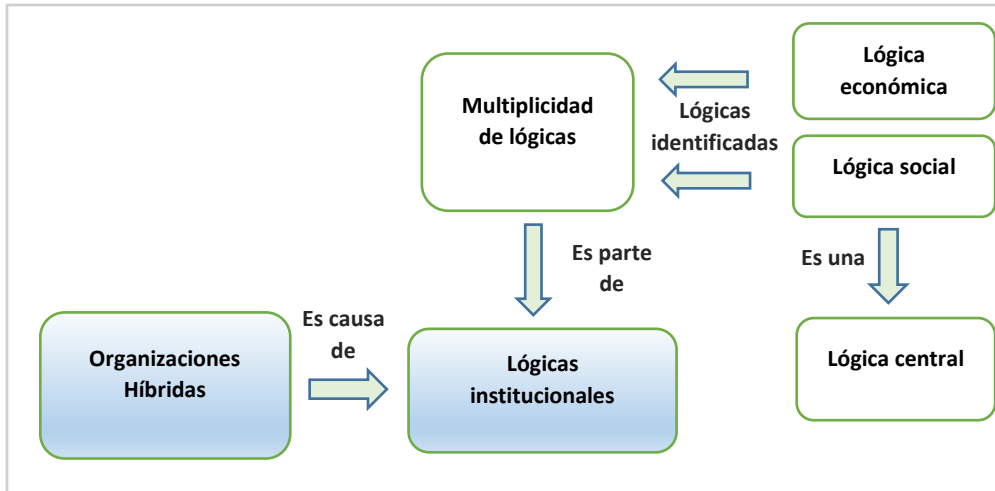 Lógica
económica
Multiplicidad
de lógicas
Lógicas
identificadas
Lógica social
Es parte
de
Es una
Es causa
de
Organizaciones
Híbridas
Lógicas
institucionales
Lógica central